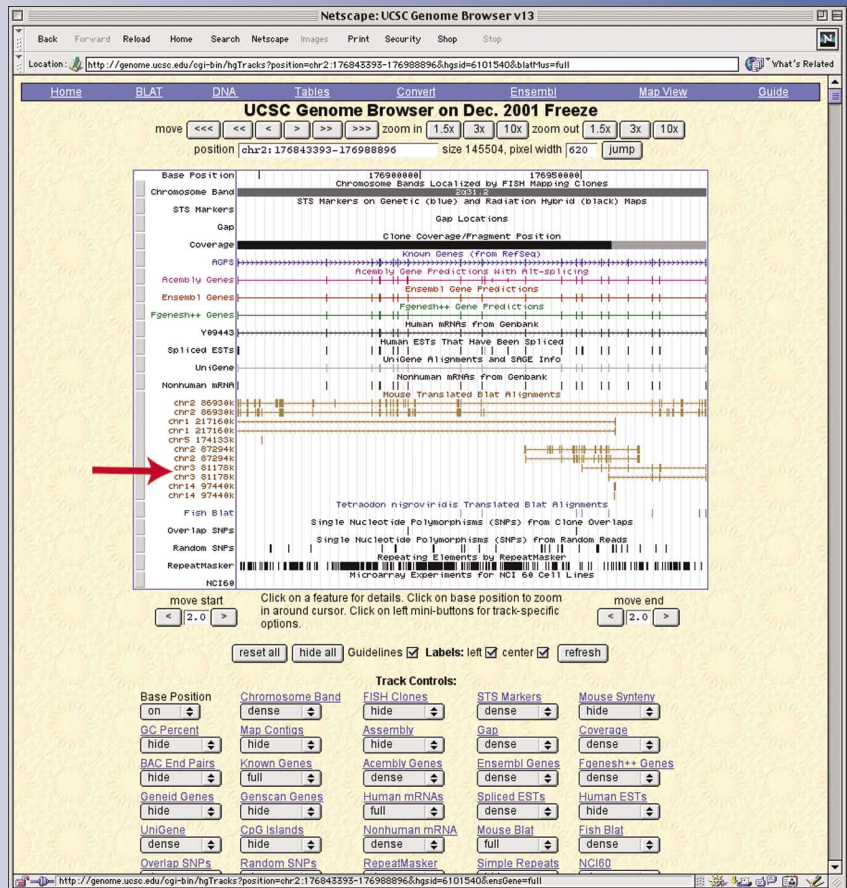 Netscape: UCSC Genome Browser v13
Back Forward Reload Home Search Netscape Images Print Security Shop Stop
Location: http://genome.ucsc.edu/cgi-bin/hgTracks?position=chr2:176843393-176988896&hgsid=6101540&blatMus=full What's Related
Home BLAT DNA Tables Convert Ensembl Map View Guide
UCSC Genome Browser on Dec. 2001 Freeze
move <<< << < > >> >>> zoom in 1.5x 3x 10x zoom out 1.5x 3x 10x
position chr2:176843393-176988896 size 145504, pixel width 620 jump
Base Position 176900000| 176950000|
Chromosome Bands Localized by FISH Mapping Clones
Chromosome Band 2q31.2
STS Markers on Genetic (blue) and Radiation Hybrid (black) Maps
STS Markers
Gap Locations
Gap
Clone Coverage/Fragment Position
Coverage
Known Genes (from RefSeq)
AGPS
Acembly Gene Predictions With Alt-splicing
Acembly Genes
Ensembl Gene Predictions
Ensembl Genes
Fgenesh++ Gene Predictions
Fgenesh++ Genes
Human mRNAs from Genbank
Y09443
Human ESTs That Have Been Spliced
Spliced ESTs
UniGene Alignments and SAGE Info
UniGene
Nonhuman mRNAs from Genbank
Nonhuman mRNA
Mouse Translated Blat Alignments
chr2 86930k
chr2 86930k
chr1 217160k
chr1 217160k
chr5 174133k
chr2 87294k
chr2 87294k
chr3 81178k
chr3 81178k
chr14 97440k
chr14 97440k
Tetraodon nigroviridis Translated Blat Alignments
Fish Blat
Single Nucleotide Polymorphisms (SNPs) from Clone Overlaps
Overlap SNPs
Single Nucleotide Polymorphisms (SNPs) from Random Reads
Random SNPs
Repeating Elements by RepeatMasker
RepeatMasker
Microarray Experiments for NCI 60 Cell Lines
NCI60
move start Click on a feature for details. Click on base position to zoom move end
< 2.0 > in around cursor. Click on left mini-buttons for track-specific < 2.0 >
options.
reset all hide all Guidelines Labels: left center refresh
Track Controls:
Base Position Chromosome Band FISH Clones STS Markers Mouse Synteny
on dense hide dense hide
GC Percent Map Contigs Assembly Gap Coverage
hide hide hide dense dense
BAC End Pairs Known Genes Acembly Genes Ensembl Genes Fgenesh++ Genes
hide full dense dense dense
Geneid Genes Genscan Genes Human mRNAs Spliced ESTs Human ESTs
hide hide full dense hide
UniGene CpG Islands Nonhuman mRNA Mouse Blat Fish Blat
dense hide dense full dense
Overlap SNPs Random SNPs RepeatMasker Simple Repeats NCI60
http://genome.ucsc.edu/cgi-bin/hgTracks?position=chr2:176843393-176988896&hgsid=6101540&ensGene=full